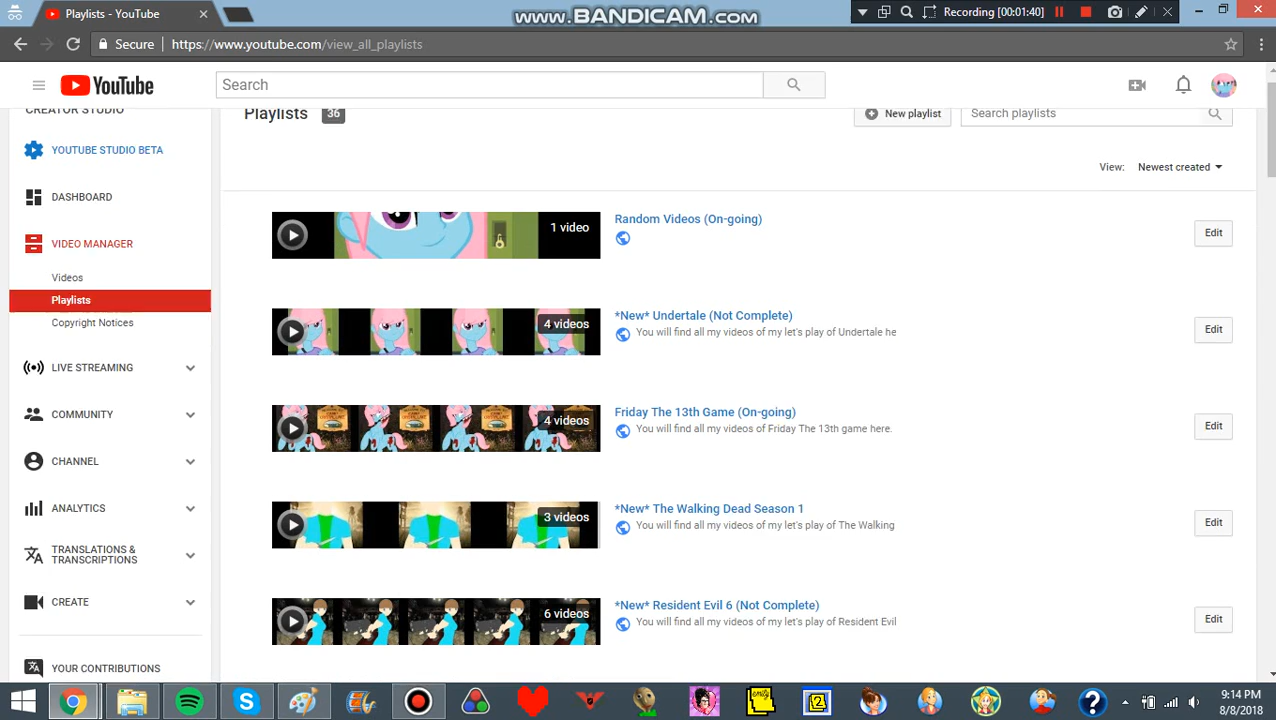 Playlists - YouTube
www.BANDICAM.com
Recording [00:01:40]
Secure
https://www.youtube.com/view_all_playlists
YouTube
Search
CREATOR STUDIO
YOUTUBE STUDIO BETA
DASHBOARD
VIDEO MANAGER
Videos
Playlists
Copyright Notices
LIVE STREAMING
COMMUNITY
CHANNEL
ANALYTICS
TRANSLATIONS &
TRANSCRIPTIONS
CREATE
YOUR CONTRIBUTIONS
Playlists 36
New playlist
Search playlists
View: Newest created
1 video
Random Videos (On-going)
Edit
4 videos
*New* Undertale (Not Complete)
You will find all my videos of my let's play of Undertale he
Edit
4 videos
Friday The 13th Game (On-going)
You will find all my videos of Friday The 13th game here.
Edit
3 videos
*New* The Walking Dead Season 1
You will find all my videos of my let's play of The Walking
Edit
6 videos
*New* Resident Evil 6 (Not Complete)
You will find all my videos of my let's play of Resident Evil
Edit
9:14 PM
8/8/2018